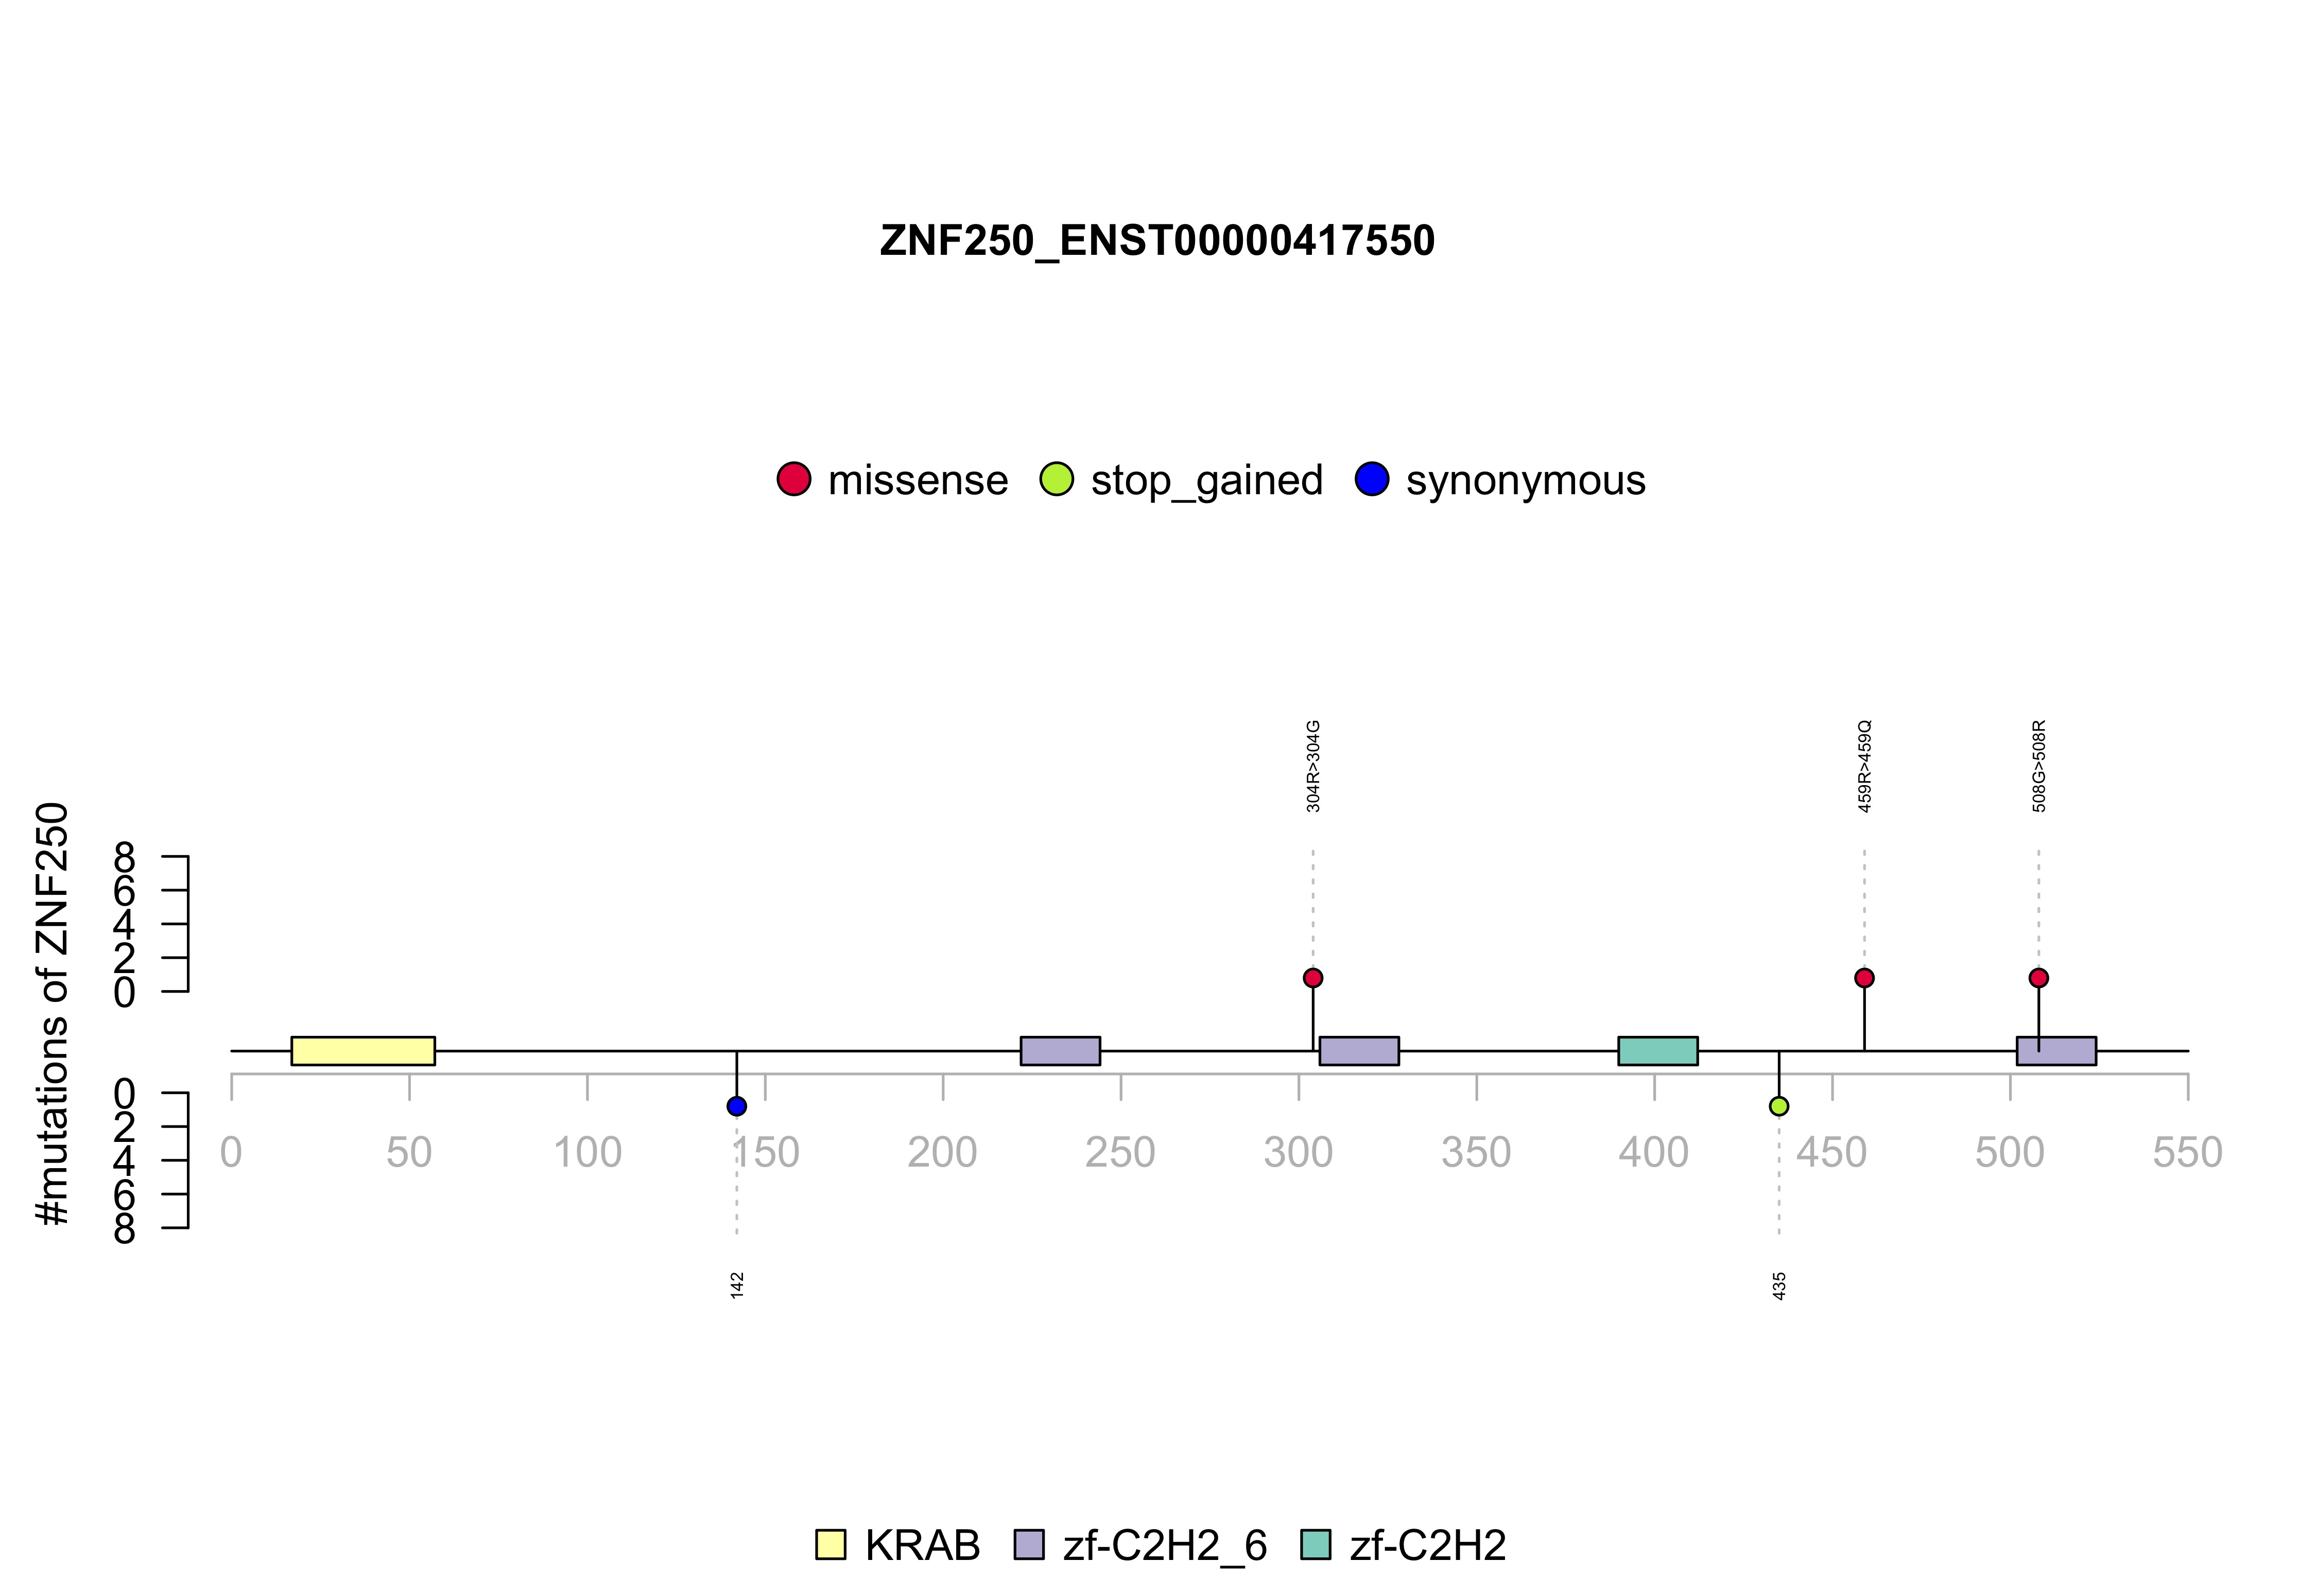 ZNF250_ENST00000417550
missense stop_gained synonymous
304R>304G 459R>459Q 508G>508R
#mutations of ZNF250
8
6
4
2
0
0
2
4
6
8
0 50 100 150 200 250 300 350 400 450 500 550
142 435
KRAB zf-C2H2_6 zf-C2H2